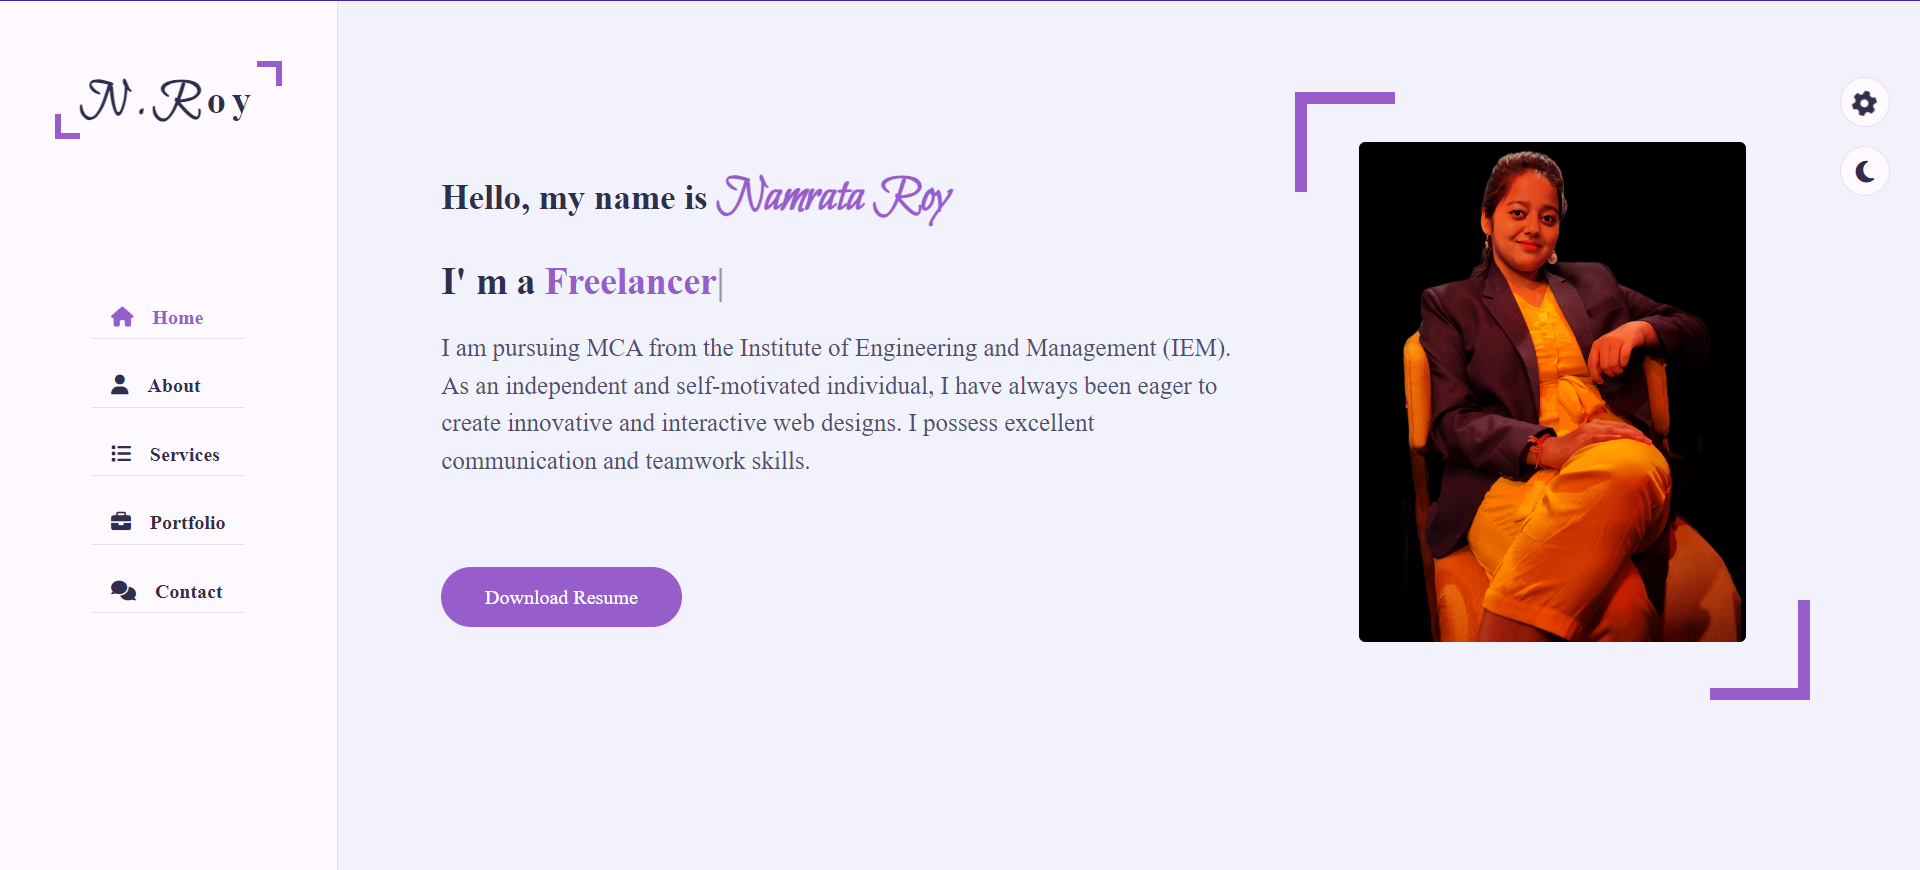 N.Roy
Home
About
Services
Portfolio
Contact
Hello, my name is Namrata Roy
I' m a Freelancer
I am pursuing MCA from the Institute of Engineering and Management (IEM).
As an independent and self-motivated individual, I have always been eager to
create innovative and interactive web designs. I possess excellent
communication and teamwork skills.
Download Resume